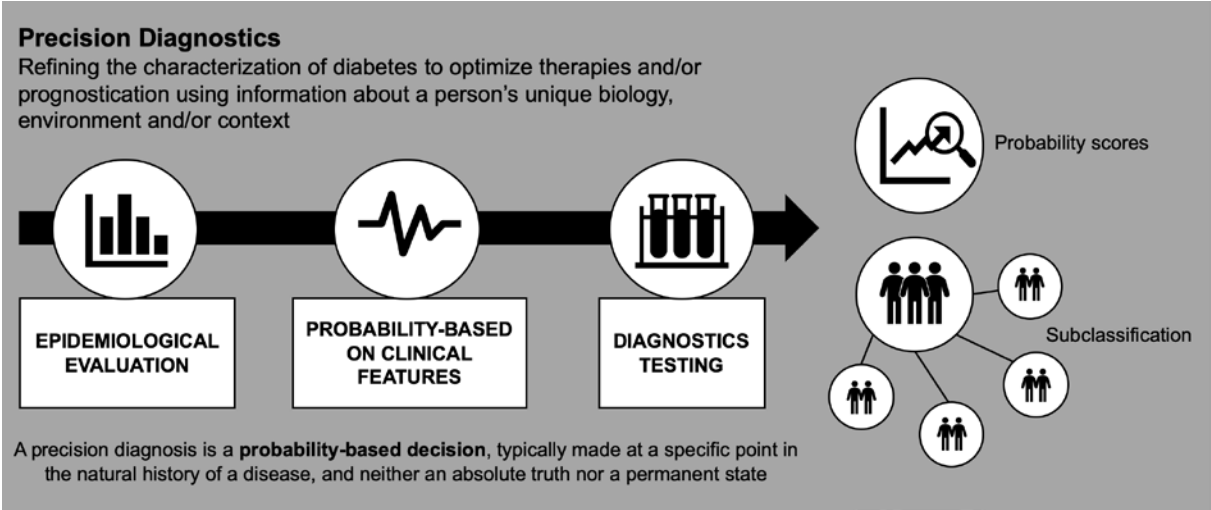 Precision Diagnostics
Refining the characterization of diabetes to optimize therapies and/or
prognostication using information about a person's unique biology,
environment and/or context
EPIDEMIOLOGICAL
EVALUATION
PROBABILITY-BASED
ON CLINICAL
FEATURES
DIAGNOSTICS
TESTING
Probability scores
Subclassification
A precision diagnosis is a probability-based decision, typically made at a specific point in
the natural history of a disease, and neither an absolute truth nor a permanent state